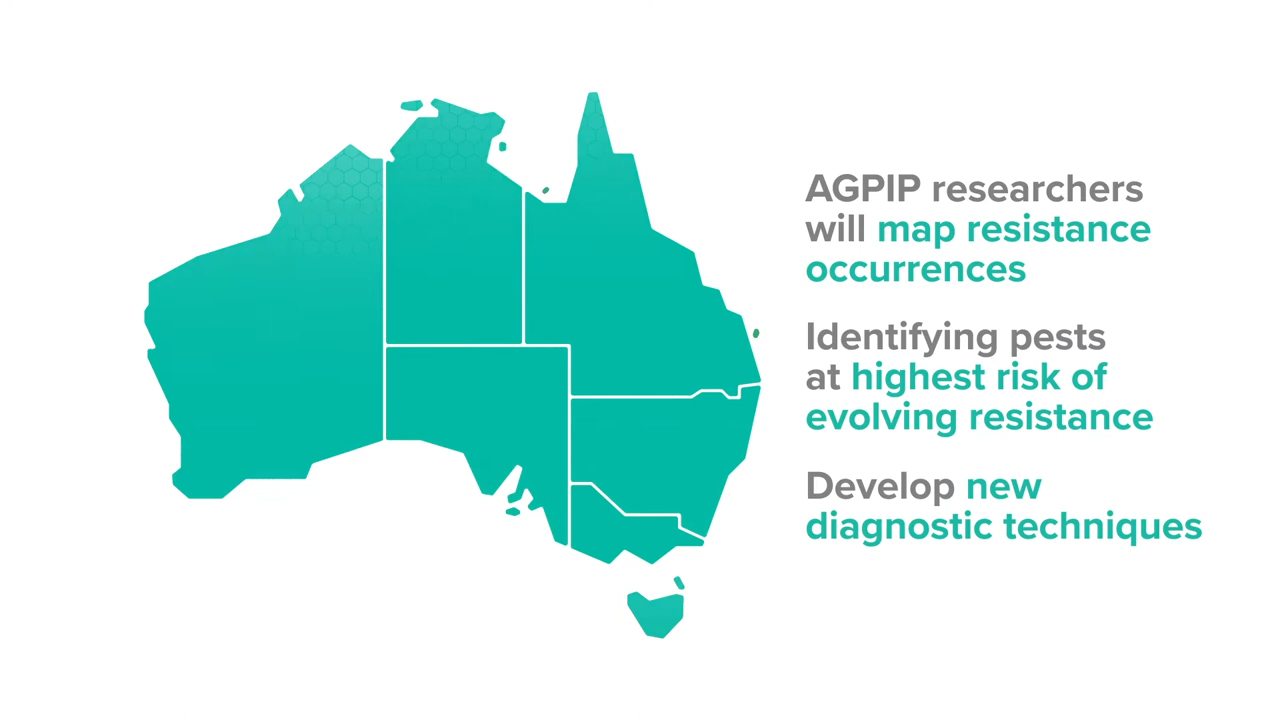 AGPIP researchers
will map resistance
occurrences
Identifying pests
at highest risk of
evolving resistance
Develop new
diagnostic techniques